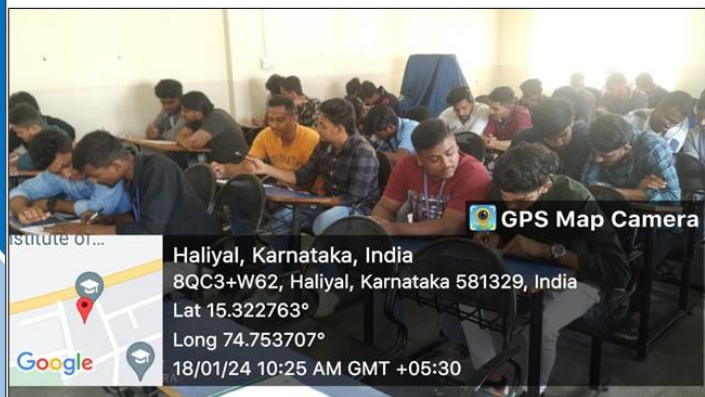 GPS Map Camera
stitute of...
Haliyal, Karnataka, India
8QC3+W62, Haliyal, Karnataka 581329, India
Lat 15.322763°
Long 74.753707°
Google
18/01/24 10:25 AM GMT +05:30